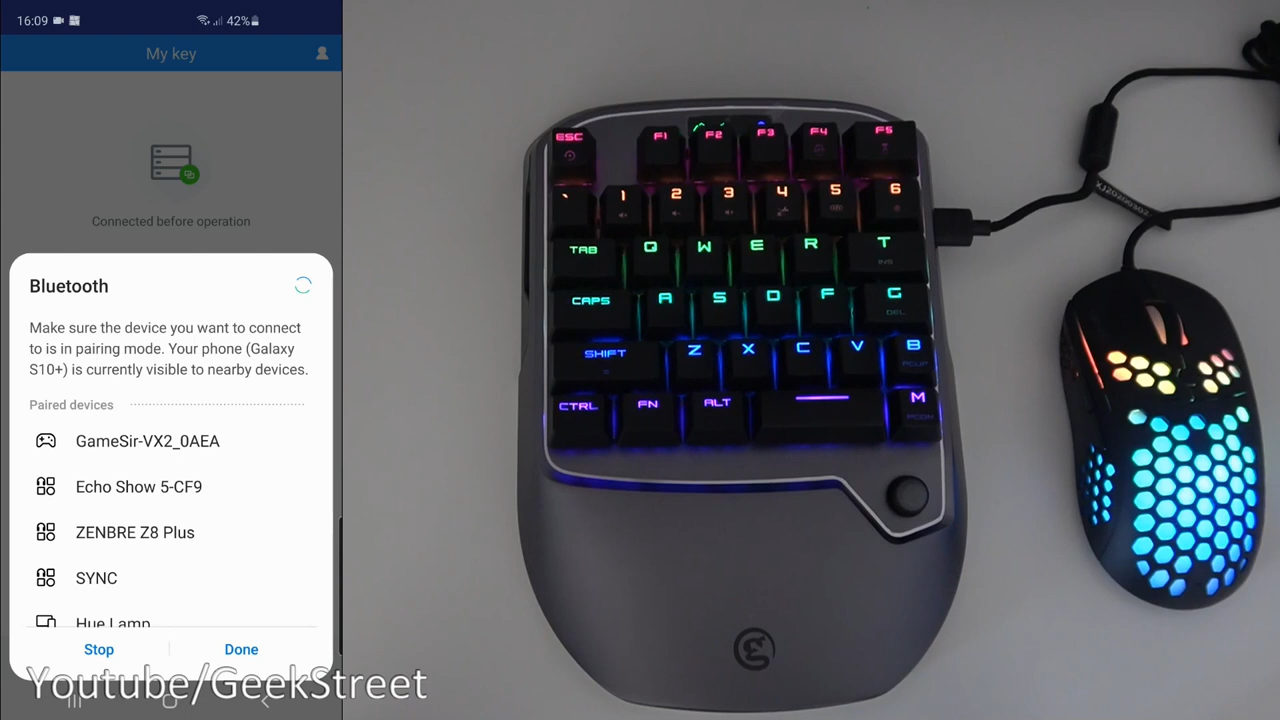 16:09
42%
My key
Connected before operation
Bluetooth
Make sure the device you want to connect
to is in pairing mode. Your phone (Galaxy
S10+) is currently visible to nearby devices.
Paired devices
GameSir-VX2_0AEA
Echo Show 5-CF9
ZENBRE Z8 Plus
SYNC
Hue Lamp
Stop Done
Youtube/GeekStreet
ESC F1 F2 F3 F4 F5
` 1 2 3 4 5 6
TAB Q W E R T
INS
CAPS A S D F G
DEL
SHIFT Z X C V B
CTRL FN ALT M
XJ20200302